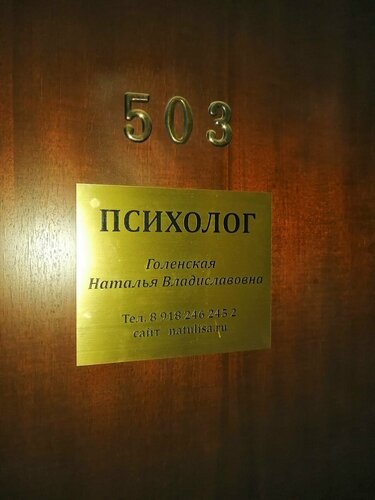 503
ПСИХОЛОГ
Голенская
Наталья Владиславовна
Тел. 8 918 246 245 2
сайт natulisa.ru